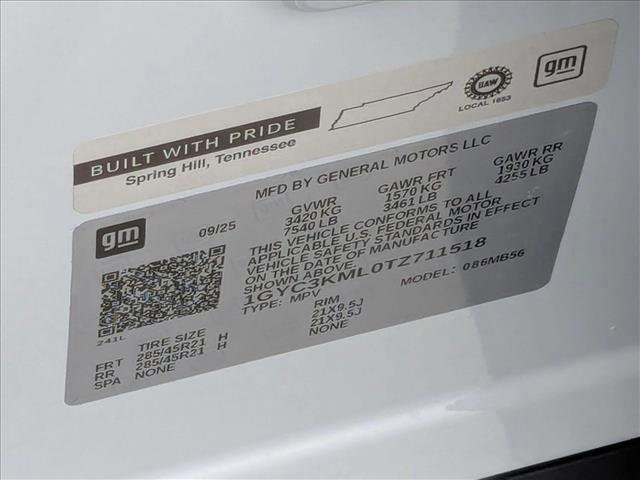 BUILT WITH PRIDE
Spring Hill, Tennessee
UAW
LOCAL 1853
gm
gm
09/25
MFD BY GENERAL MOTORS LLC
GVWR GAWR FRT GAWR RR
3420 KG 1570 KG 1930 KG
7540 LB 3461 LB 4255 LB
THIS VEHICLE CONFORMS TO ALL
APPLICABLE U.S. FEDERAL MOTOR
VEHICLE SAFETY STANDARDS IN EFFECT
ON THE DATE OF MANUFACTURE
SHOWN ABOVE.
1GYC3KML0TZ711518
TYPE: MPV MODEL: 086MB56
241L
TIRE SIZE RIM
FRT 285/45R21 H 21X9.5J
RR 285/45R21 H 21X9.5J
SPA NONE NONE